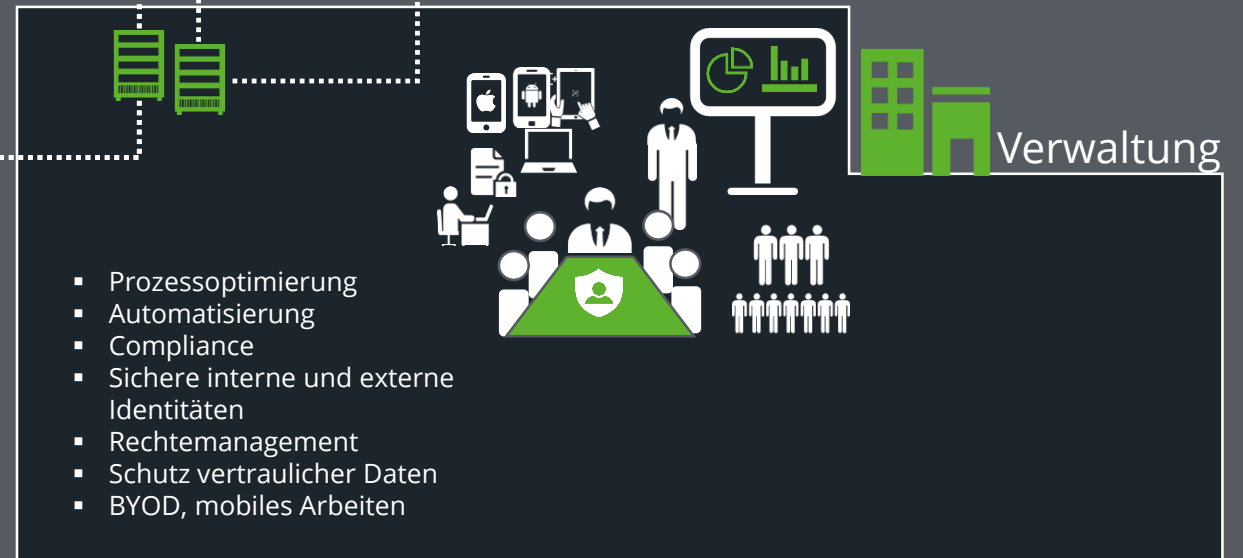 Verwaltung
▪ Prozessoptimierung
▪ Automatisierung
▪ Compliance
▪ Sichere interne und externe
Identitäten
▪ Rechtemanagement
▪ Schutz vertraulicher Daten
▪ BYOD, mobiles Arbeiten